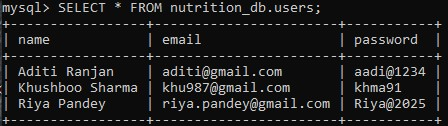 mysql> SELECT * FROM nutrition_db.users;
+-----------------+-----------------------+-----------+
| name            | email                 | password  |
+-----------------+-----------------------+-----------+
| Aditi Ranjan    | aditi@gmail.com       | aadi@1234 |
| Khushboo Sharma | khu987@gmail.com      | khma91    |
| Riya Pandey     | riya.pandey@gmail.com | Riya@2025 |
+-----------------+-----------------------+-----------+